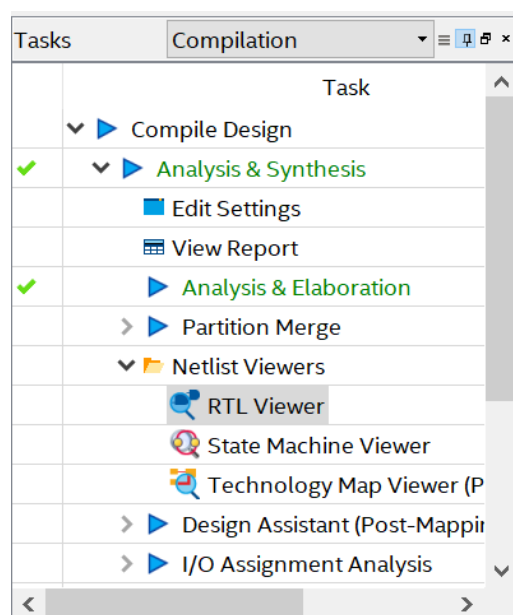 Tasks Compilation
Task
Compile Design
Analysis & Synthesis
Edit Settings
View Report
Analysis & Elaboration
Partition Merge
Netlist Viewers
RTL Viewer
State Machine Viewer
Technology Map Viewer (P
Design Assistant (Post-Mappin
I/O Assignment Analysis